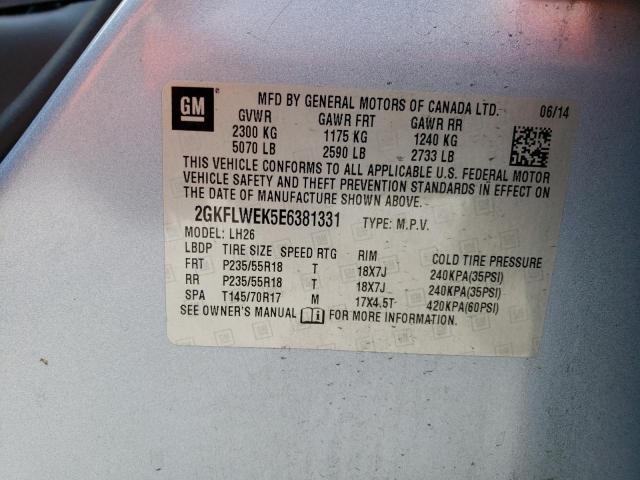 GM
MFD BY GENERAL MOTORS OF CANADA LTD. 06/14
GVWR GAWR FRT GAWR RR
2300 KG 1175 KG 1240 KG
5070 LB 2590 LB 2733 LB
THIS VEHICLE CONFORMS TO ALL APPLICABLE U.S. FEDERAL MOTOR
VEHICLE SAFETY AND THEFT PREVENTION STANDARDS IN EFFECT ON
THE DATE OF MANUFACTURE SHOWN ABOVE.
2GKFLWEK5E6381331 TYPE: M.P.V.
MODEL: LH26
LBDP TIRE SIZE SPEED RTG RIM COLD TIRE PRESSURE
FRT P235/55R18 T 18X7J 240KPA(35PSI)
RR P235/55R18 T 18X7J 240KPA(35PSI)
SPA T145/70R17 M 17X4.5T 420KPA(60PSI)
SEE OWNER'S MANUAL i FOR MORE INFORMATION.